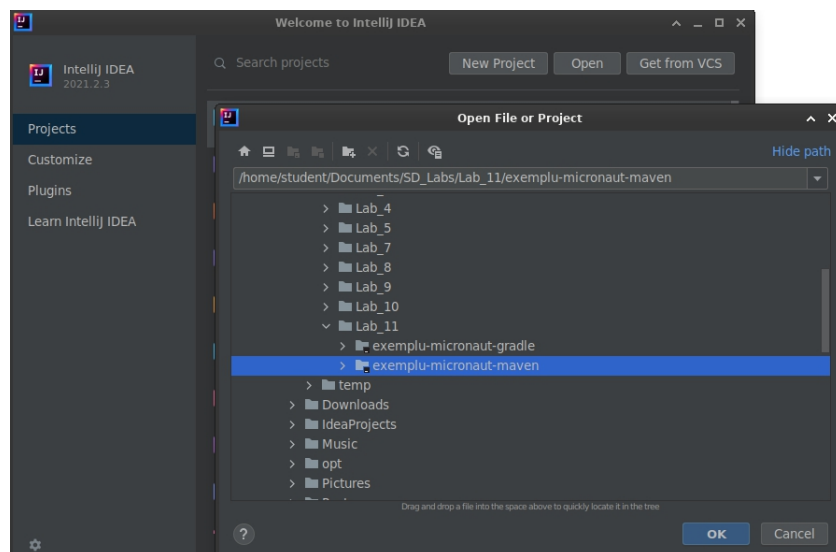 Welcome to IntelliJ IDEA
IntelliJ IDEA
2021.2.3
Search projects
New Project
Open
Get from VCS
Projects
Customize
Plugins
Learn IntelliJ IDEA
Open File or Project
Hide path
/home/student/Documents/SD_Labs/Lab_11/exemplu-micronaut-maven
Lab_4
Lab_5
Lab_7
Lab_8
Lab_9
Lab_10
Lab_11
exemplu-micronaut-gradle
exemplu-micronaut-maven
temp
Downloads
IdeaProjects
Music
opt
Pictures
Drag and drop a file into the space above to quickly locate it in the tree
?
OK
Cancel